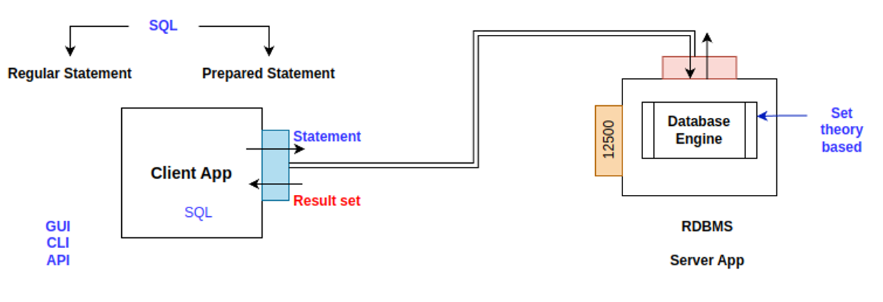 SQL
Regular Statement
Prepared Statement
Statement
Client App
SQL
Result set
GUI
CLI
API
12500
Database
Engine
Set
theory
based
RDBMS
Server App